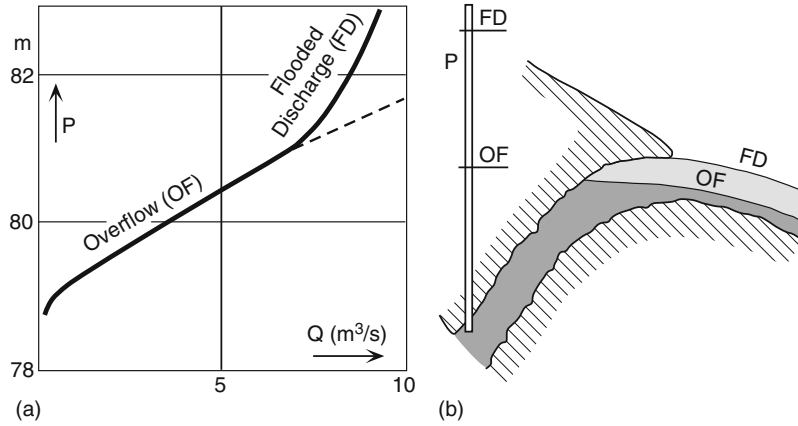 m
82
80
78
P
Overflow (OF)
Flooded
Discharge (FD)
Q (m³/s)
5
10
(a)
FD
P
OF
FD
OF
(b)